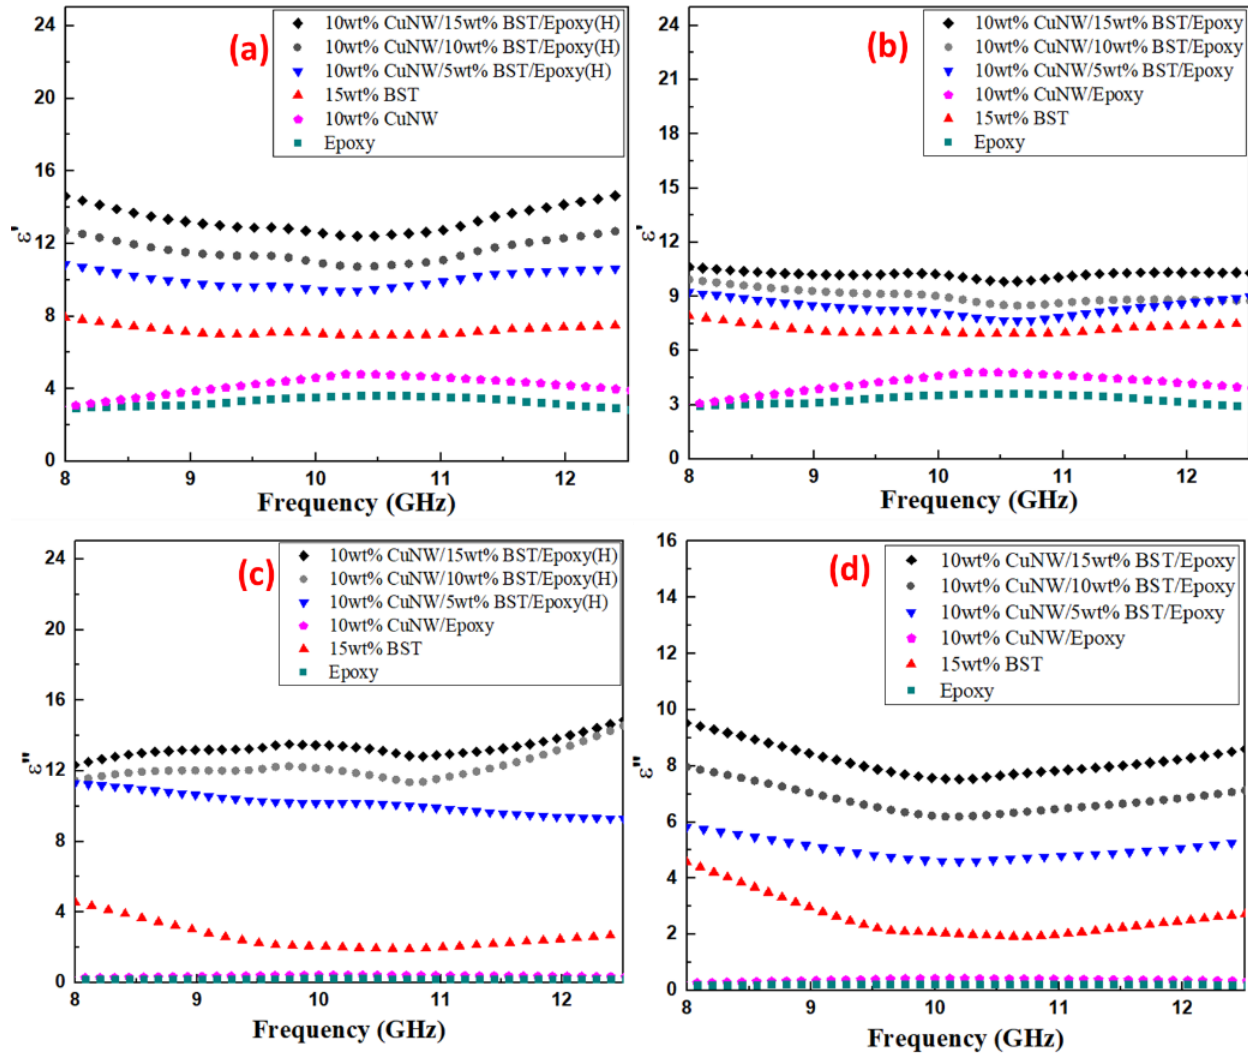 (a)
10wt% CuNW/15wt% BST/Epoxy(H)
10wt% CuNW/10wt% BST/Epoxy(H)
10wt% CuNW/5wt% BST/Epoxy(H)
15wt% BST
10wt% CuNW
Epoxy
24
20
16
12
8
4
0
ε'
8
9
10
11
12
Frequency (GHz)
(b)
10wt% CuNW/15wt% BST/Epoxy
10wt% CuNW/10wt% BST/Epoxy
10wt% CuNW/5wt% BST/Epoxy
10wt% CuNW/Epoxy
15wt% BST
Epoxy
24
21
18
15
12
9
6
3
0
ε'
8
9
10
11
12
Frequency (GHz)
(c)
10wt% CuNW/15wt% BST/Epoxy(H)
10wt% CuNW/10wt% BST/Epoxy(H)
10wt% CuNW/5wt% BST/Epoxy(H)
10wt% CuNW/Epoxy
15wt% BST
Epoxy
24
20
16
12
8
4
0
ε"
8
9
10
11
12
Frequency (GHz)
(d)
10wt% CuNW/15wt% BST/Epoxy
10wt% CuNW/10wt% BST/Epoxy
10wt% CuNW/5wt% BST/Epoxy
10wt% CuNW/Epoxy
15wt% BST
Epoxy
16
14
12
10
8
6
4
2
0
ε"
8
9
10
11
12
Frequency (GHz)